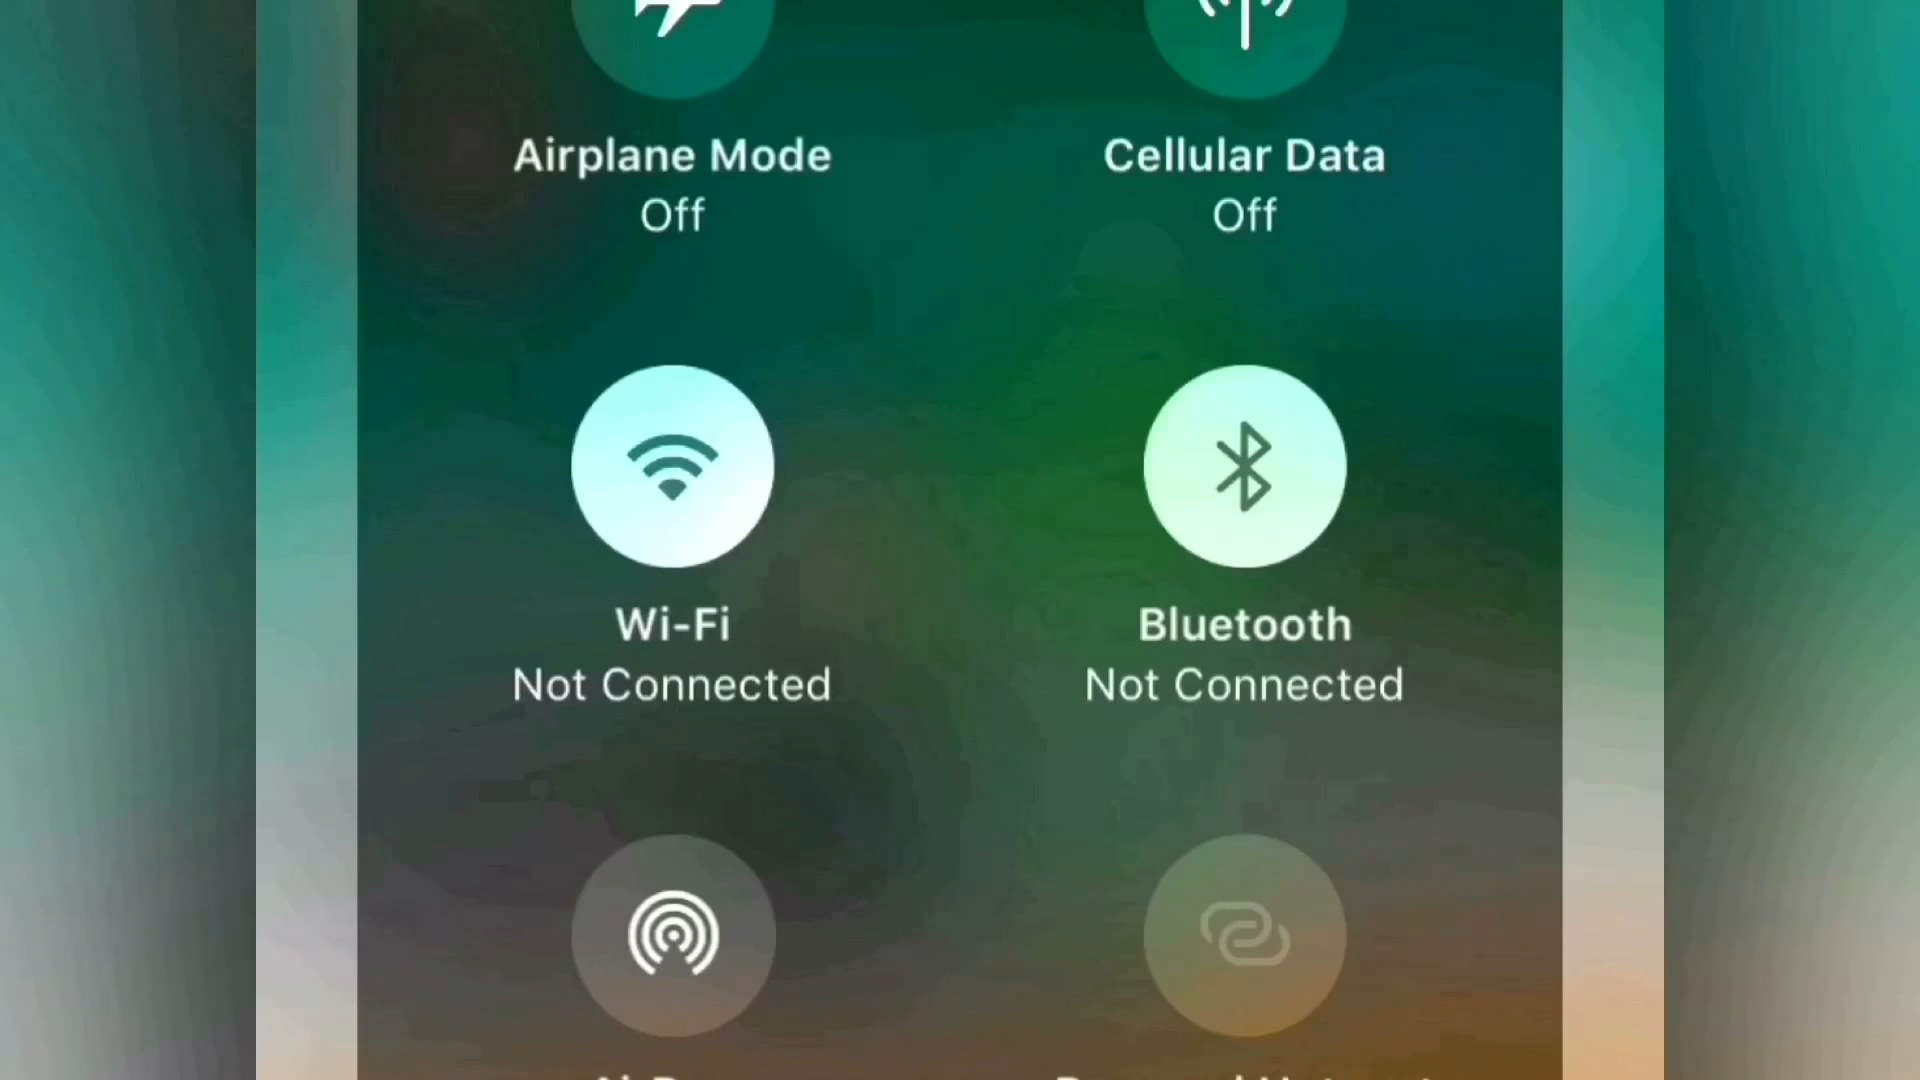 Airplane Mode
Off
Cellular Data
Off
Wi-Fi
Not Connected
Bluetooth
Not Connected